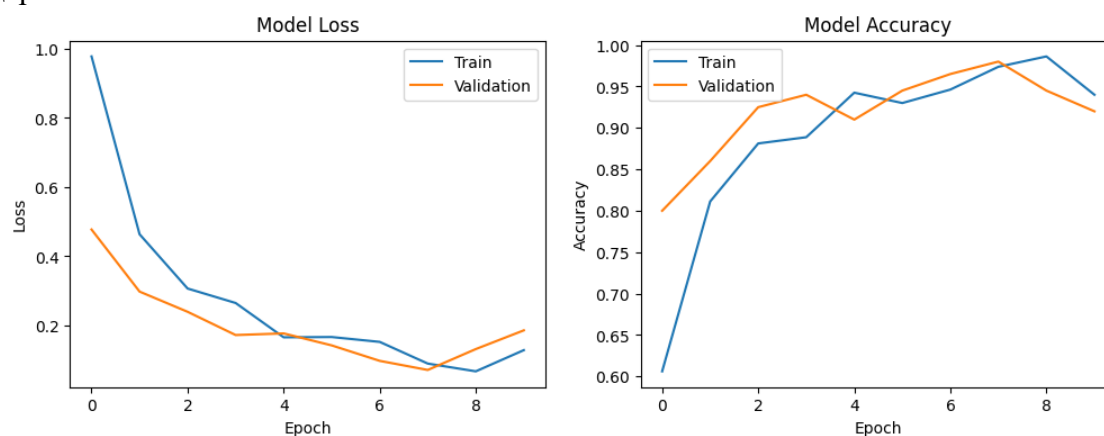 Model Loss
Train
Validation
1.0
0.8
0.6
0.4
0.2
Loss
0 2 4 6 8
Epoch
Model Accuracy
Train
Validation
1.00
0.95
0.90
0.85
0.80
0.75
0.70
0.65
0.60
Accuracy
0 2 4 6 8
Epoch